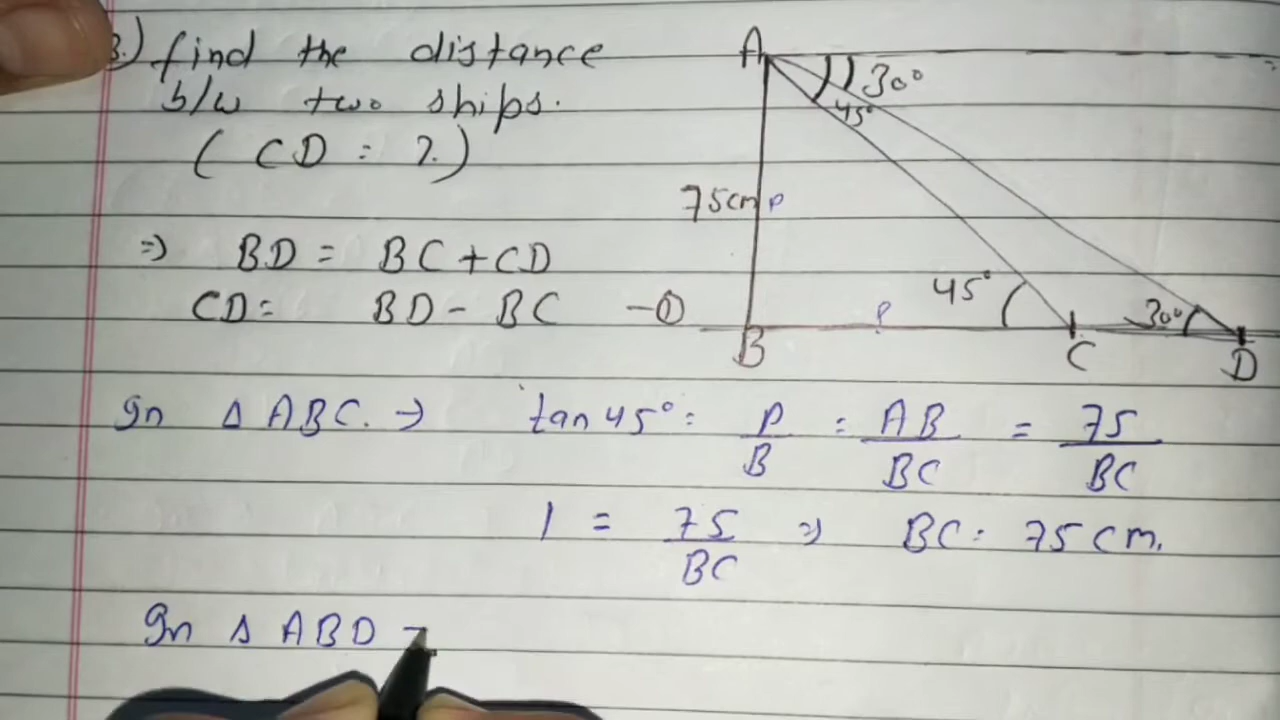 3.) find the distance
b/w two ships.
( CD = ?.)
⇒ BD = BC + CD
CD = BD - BC - ①
A
30°
45°
75cm P
45°
30°
B
C
D
In Δ ABC. → tan 45° = P/B = AB/BC = 75/BC
1 = 75/BC ⇒ BC = 75 cm.
In Δ ABD -